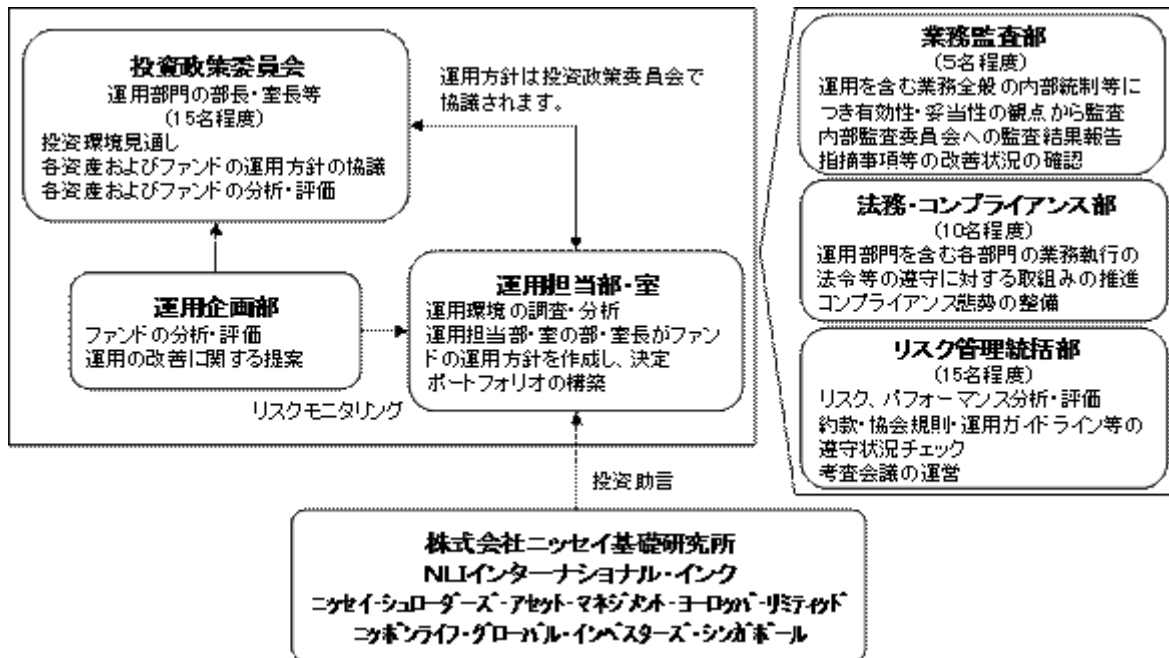 投資政策委員会
運用部門の部長・室長等
(15名程度)
投資環境見通し
各資産およびファンドの運用方針の協議
各資産およびファンドの分析・評価
運用方針は投資政策委員会で
協議されます。
運用企画部
ファンドの分析・評価
運用の改善に関する提案
リスクモニタリング
運用担当部・室
運用環境の調査・分析
運用担当部・室の部・室長がファン
ドの運用方針を作成し、決定
ポートフォリオの構築
投資助言
株式会社ニッセイ基礎研究所
NLIインターナショナル・インク
ニッセイ・シュローダーズ・アセット・マネジメント・ヨーロッパ・リミティッド
ニッポンライフ・グローバル・インベスターズ・シンガポール
業務監査部
(5名程度)
運用を含む業務全般の内部統制等に
つき有効性・妥当性の観点から監査
内部監査委員会への監査結果報告
指摘事項等の改善状況の確認
法務・コンプライアンス部
(10名程度)
運用部門を含む各部門の業務執行の
法令等の遵守に対する取組みの推進
コンプライアンス態勢の整備
リスク管理統括部
(15名程度)
リスク、パフォーマンス分析・評価
約款・協会規則・運用ガイドライン等の
遵守状況チェック
考査会議の運営